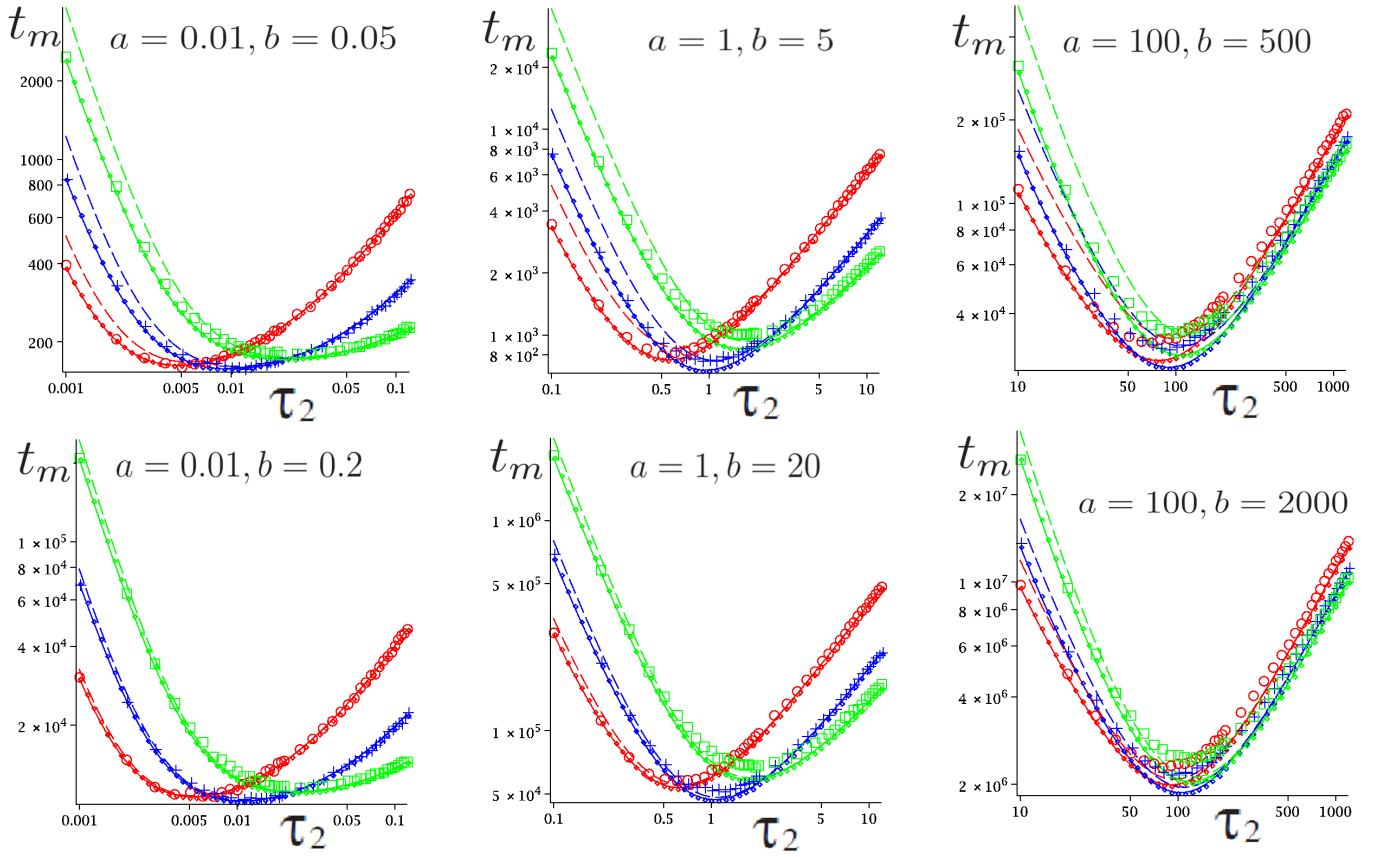 t_m a = 0.01, b = 0.05
2000
1000
800
600
400
200
0.001 0.005 0.01 0.05 0.1
τ_2
t_m a = 1, b = 5
2 × 10^4
1 × 10^4
8 × 10^3
6 × 10^3
4 × 10^3
2 × 10^3
1 × 10^3
8 × 10^2
0.1 0.5 1 5 10
τ_2
t_m a = 100, b = 500
2 × 10^5
1 × 10^5
8 × 10^4
6 × 10^4
4 × 10^4
10 50 100 500 1000
τ_2
t_m a = 0.01, b = 0.2
1 × 10^5
8 × 10^4
6 × 10^4
4 × 10^4
2 × 10^4
0.001 0.005 0.01 0.05 0.1
τ_2
t_m a = 1, b = 20
1 × 10^6
5 × 10^5
1 × 10^5
5 × 10^4
0.1 0.5 1 5 10
τ_2
t_m
a = 100, b = 2000
2 × 10^7
1 × 10^7
8 × 10^6
6 × 10^6
4 × 10^6
2 × 10^6
10 50 100 500 1000
τ_2